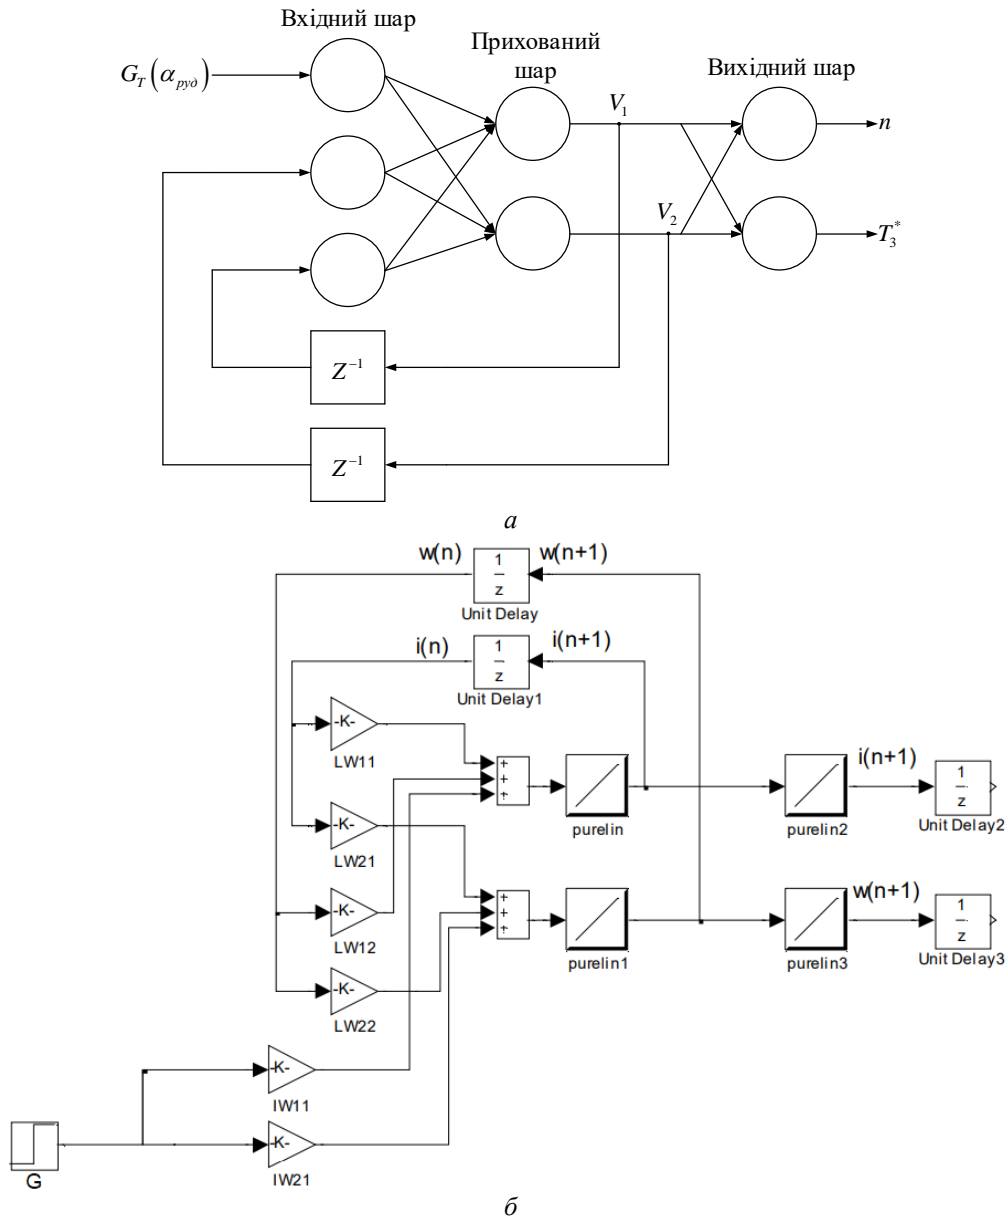 Вхідний шар
Прихований
шар
Вихідний шар
G_T(α_руд)
V_1
n
V_2
T_3^*
Z^{-1}
Z^{-1}
а
w(n)
1
z
w(n+1)
Unit Delay
i(n)
1
z
i(n+1)
Unit Delay1
-K-
LW11
+
+
+
purelin
purelin2
i(n+1)
1
z
Unit Delay2
-K-
LW21
-K-
LW12
+
+
+
purelin1
purelin3
w(n+1)
1
z
Unit Delay3
-K-
LW22
-K-
IW11
G
-K-
IW21
б